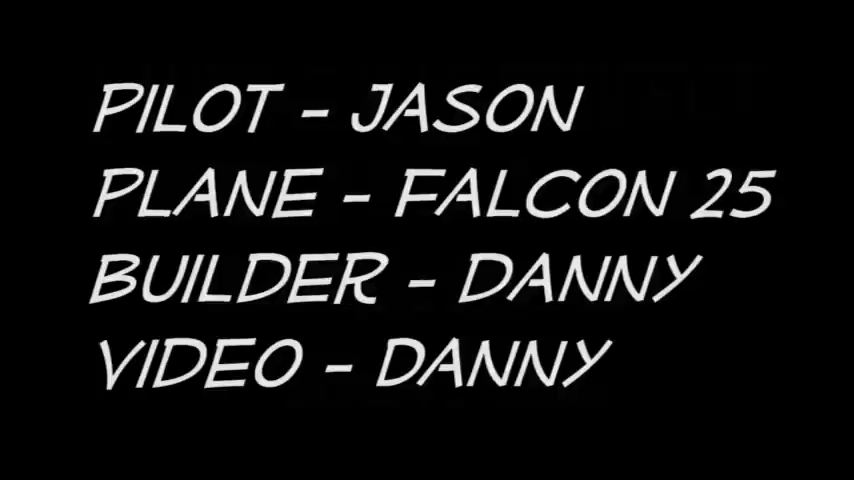 PILOT - JASON
PLANE - FALCON 25
BUILDER - DANNY
VIDEO - DANNY